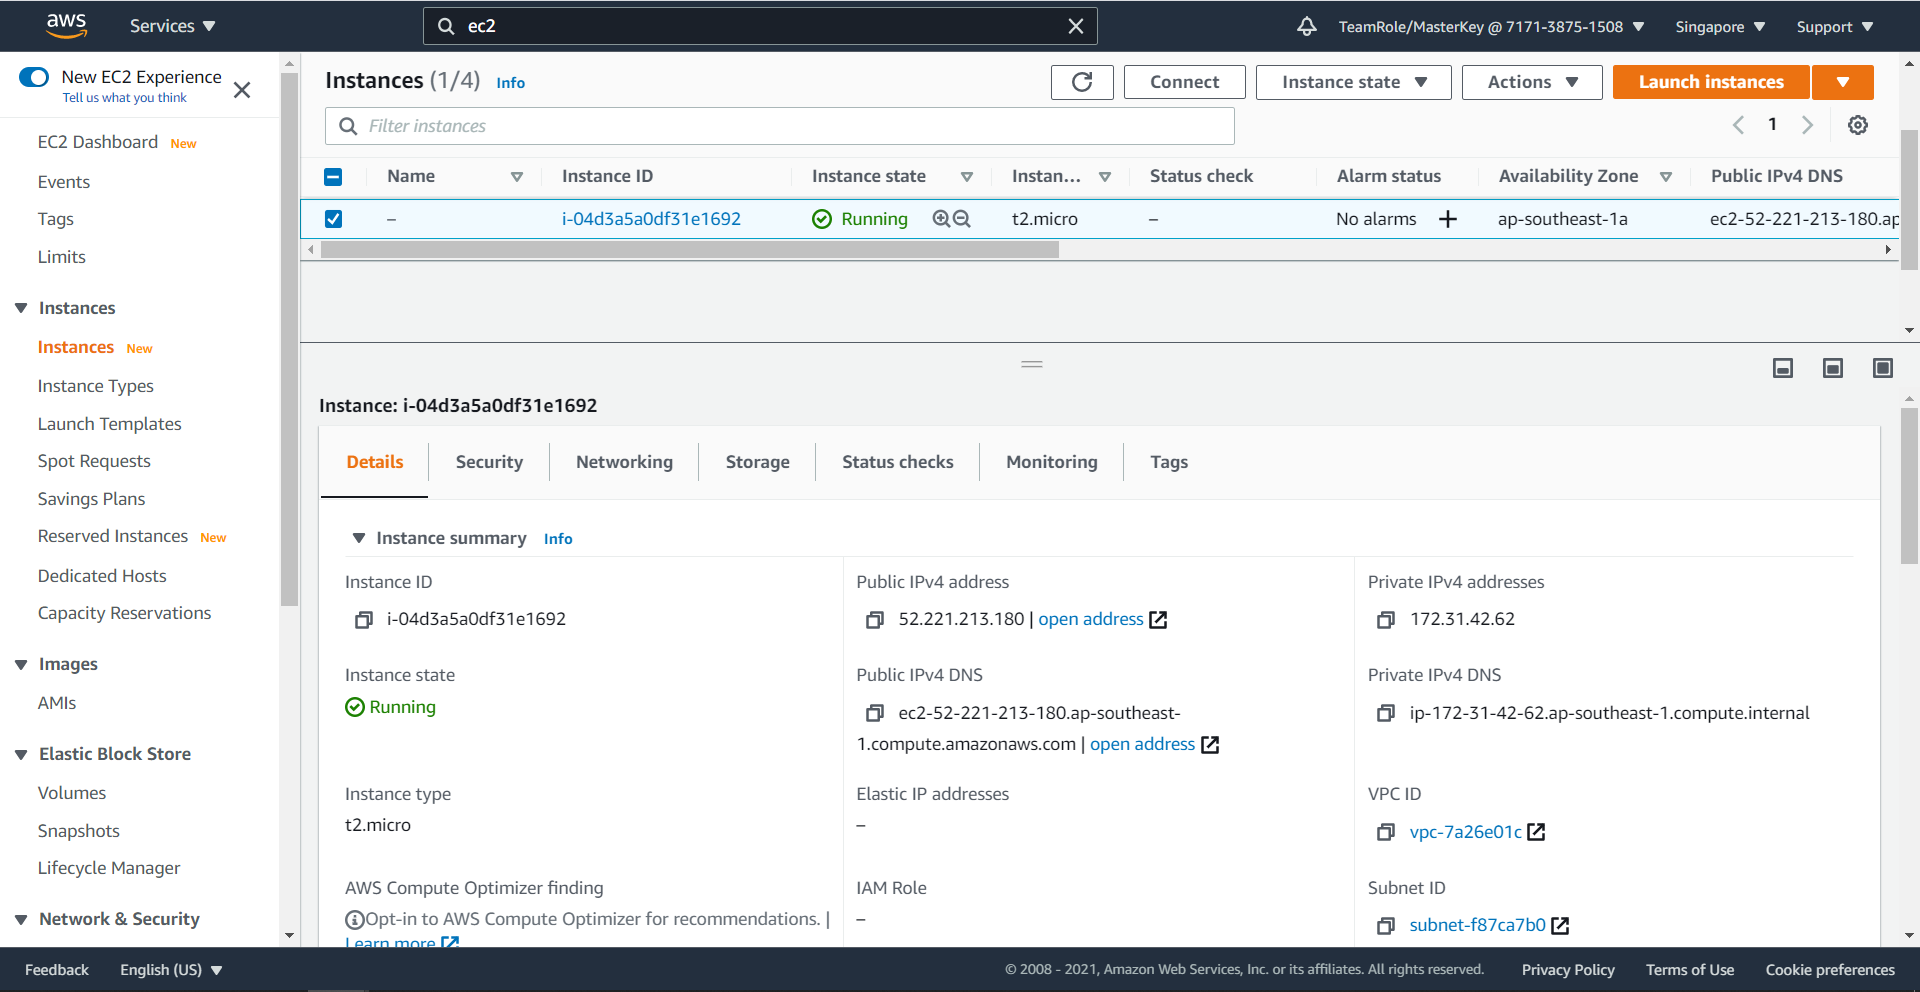 aws
Services
ec2
TeamRole/MasterKey @ 7171-3875-1508
Singapore
Support
New EC2 Experience
Tell us what you think
EC2 Dashboard New
Events
Tags
Limits
Instances
Instances New
Instance Types
Launch Templates
Spot Requests
Savings Plans
Reserved Instances New
Dedicated Hosts
Capacity Reservations
Images
AMIs
Elastic Block Store
Volumes
Snapshots
Lifecycle Manager
Network & Security
Instances (1/4) Info
Connect
Instance state
Actions
Launch instances
Filter instances
1
Name Instance ID Instance state Instan... Status check Alarm status Availability Zone Public IPv4 DNS
– i-04d3a5a0df31e1692 Running t2.micro – No alarms + ap-southeast-1a ec2-52-221-213-180.ap
Instance: i-04d3a5a0df31e1692
Details Security Networking Storage Status checks Monitoring Tags
Instance summary Info
Instance ID
i-04d3a5a0df31e1692
Public IPv4 address
52.221.213.180 | open address
Private IPv4 addresses
172.31.42.62
Instance state
Running
Public IPv4 DNS
ec2-52-221-213-180.ap-southeast-
1.compute.amazonaws.com | open address
Private IPv4 DNS
ip-172-31-42-62.ap-southeast-1.compute.internal
Instance type
t2.micro
Elastic IP addresses
–
VPC ID
vpc-7a26e01c
AWS Compute Optimizer finding
Opt-in to AWS Compute Optimizer for recommendations. |
Learn more
IAM Role
–
Subnet ID
subnet-f87ca7b0
Feedback
English (US)
© 2008 - 2021, Amazon Web Services, Inc. or its affiliates. All rights reserved.
Privacy Policy
Terms of Use
Cookie preferences